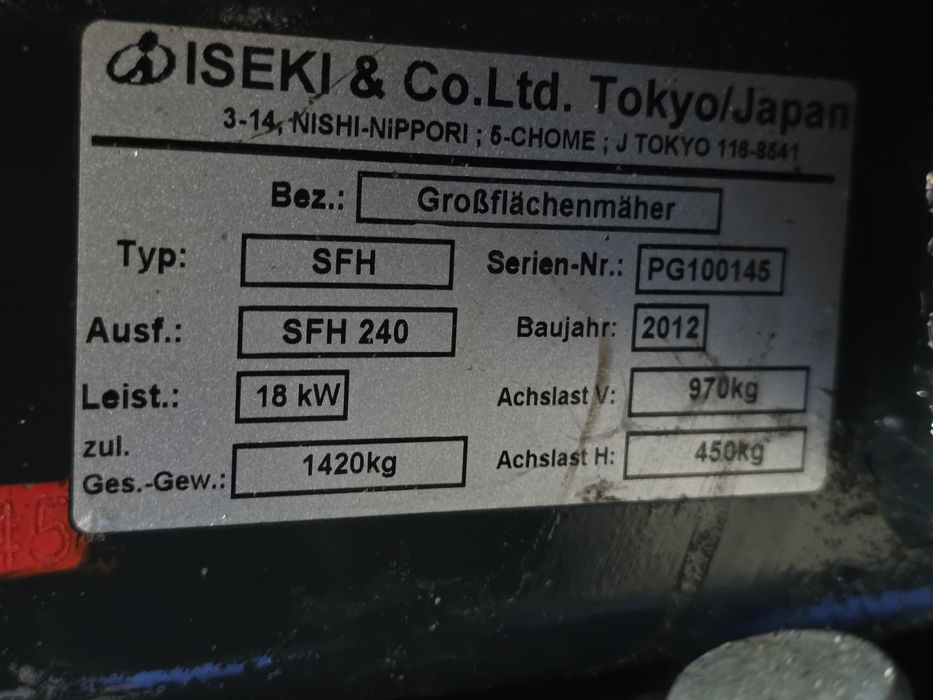 ISEKI & Co.Ltd. Tokyo/Japan
3-14, NISHI-NiPPORI ; 5-CHOME ; J TOKYO 116-8541
Bez.: Großflächenmäher
Typ: SFH Serien-Nr.: PG100145
Ausf.: SFH 240 Baujahr: 2012
Leist.: 18 kW Achslast V: 970kg
zul.
Ges.-Gew.: 1420kg Achslast H: 450kg
45